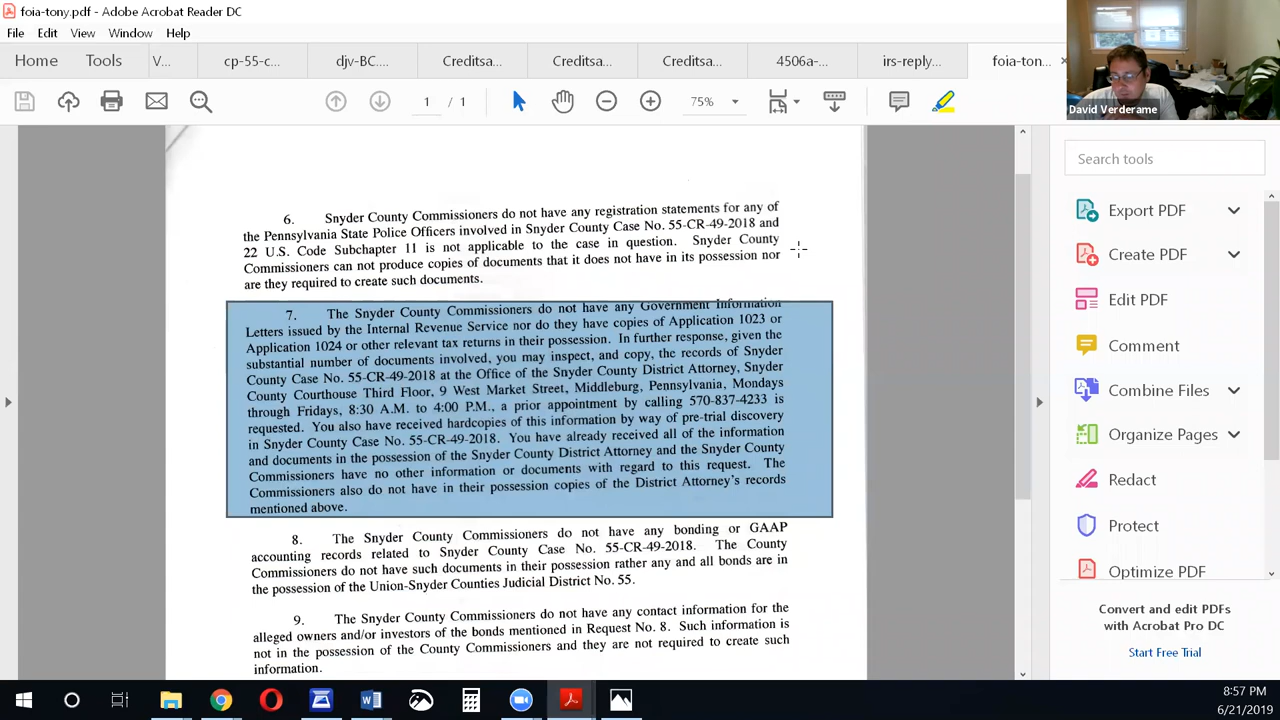 foia-tony.pdf - Adobe Acrobat Reader DC
File Edit View Window Help
Home Tools V... cp-55-c... djv-BC.... Creditsa... Creditsa... Creditsa... 4506a-... irs-reply... foia-ton...
1 / 1 75%
David Verderame
6. Snyder County Commissioners do not have any registration statements for any of
the Pennsylvania State Police Officers involved in Snyder County Case No. 55-CR-49-2018 and
22 U.S. Code Subchapter 11 is not applicable to the case in question. Snyder County
Commissioners can not produce copies of documents that it does not have in its possession nor
are they required to create such documents.
7. The Snyder County Commissioners do not have any Government Information
Letters issued by the Internal Revenue Service nor do they have copies of Application 1023 or
Application 1024 or other relevant tax returns in their possession. In further response, given the
substantial number of documents involved, you may inspect, and copy, the records of Snyder
County Case No. 55-CR-49-2018 at the Office of the Snyder County District Attorney, Snyder
County Courthouse Third Floor, 9 West Market Street, Middleburg, Pennsylvania, Mondays
through Fridays, 8:30 A.M. to 4:00 P.M., a prior appointment by calling 570-837-4233 is
requested. You also have received hardcopies of this information by way of pre-trial discovery
in Snyder County Case No. 55-CR-49-2018. You have already received all of the information
and documents in the possession of the Snyder County District Attorney and the Snyder County
Commissioners have no other information or documents with regard to this request. The
Commissioners also do not have in their possession copies of the District Attorney's records
mentioned above.
8. The Snyder County Commissioners do not have any bonding or GAAP
accounting records related to Snyder County Case No. 55-CR-49-2018. The County
Commissioners do not have such documents in their possession rather any and all bonds are in
the possession of the Union-Snyder Counties Judicial District No. 55.
9. The Snyder County Commissioners do not have any contact information for the
alleged owners and/or investors of the bonds mentioned in Request No. 8. Such information is
not in the possession of the County Commissioners and they are not required to create such
information.
Search tools
Export PDF
Create PDF
Edit PDF
Comment
Combine Files
Organize Pages
Redact
Protect
Optimize PDF
Convert and edit PDFs
with Acrobat Pro DC
Start Free Trial
8:57 PM
6/21/2019